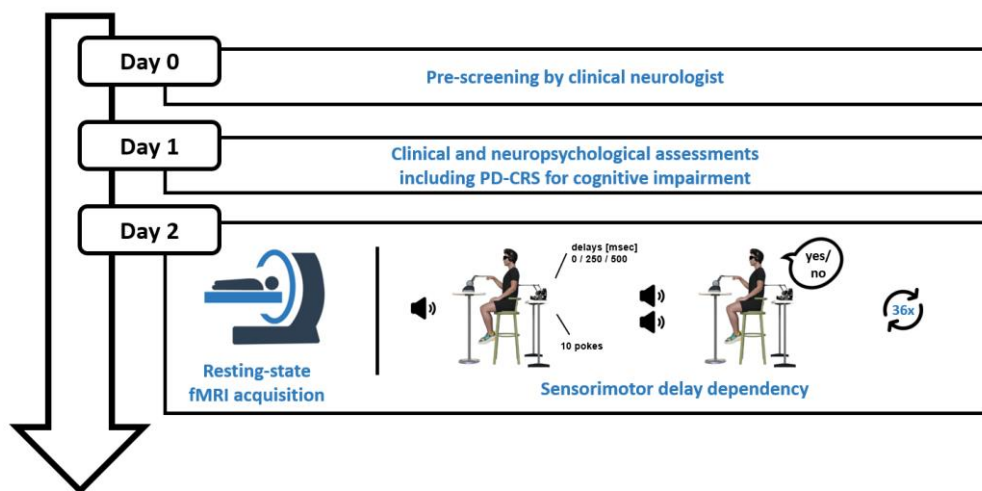 Day 0
Pre-screening by clinical neurologist
Day 1
Clinical and neuropsychological assessments
including PD-CRS for cognitive impairment
Day 2
delays [msec]
0 / 250 / 500
10 pokes
yes/
no
36x
Resting-state
fMRI acquisition
Sensorimotor delay dependency